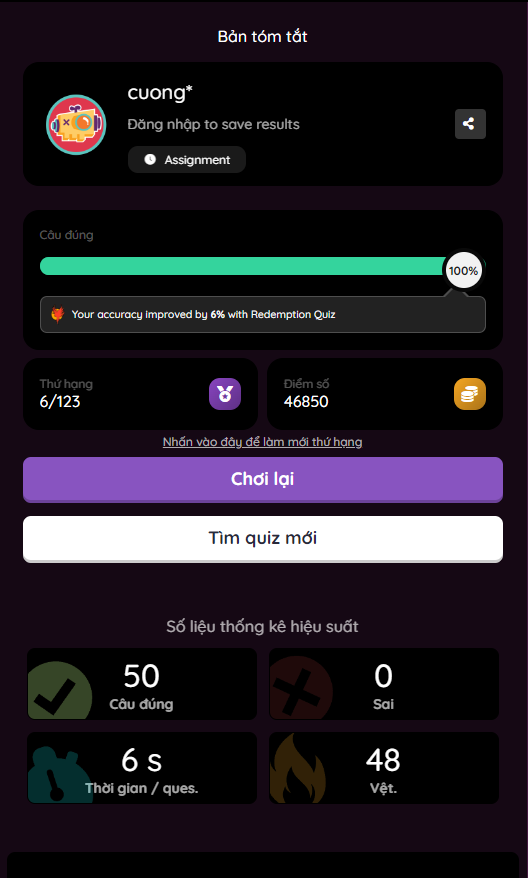 Bản tóm tắt
cuong*
Đăng nhập to save results
Assignment
Câu đúng
100%
Your accuracy improved by 6% with Redemption Quiz
Thứ hạng
6/123
Điểm số
46850
Nhấn vào đây để làm mới thứ hạng
Chơi lại
Tìm quiz mới
Số liệu thống kê hiệu suất
50
Câu đúng
0
Sai
6 s
Thời gian / ques.
48
Vệt.